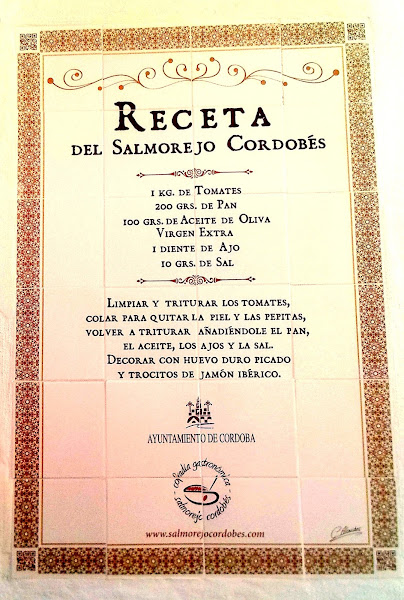 Receta
del Salmorejo Cordobés
1 kg. de Tomates
200 grs. de Pan
100 grs. de Aceite de Oliva
Virgen Extra
1 diente de Ajo
10 grs. de Sal
Limpiar y triturar los tomates,
colar para quitar la piel y las pepitas,
volver a triturar añadiéndole el pan,
el aceite, los ajos y la sal.
Decorar con huevo duro picado
y trocitos de jamón ibérico.
AYUNTAMIENTO DE CORDOBA
cofradía gastronómica
salmorejo cordobés
www.salmorejocordobes.com